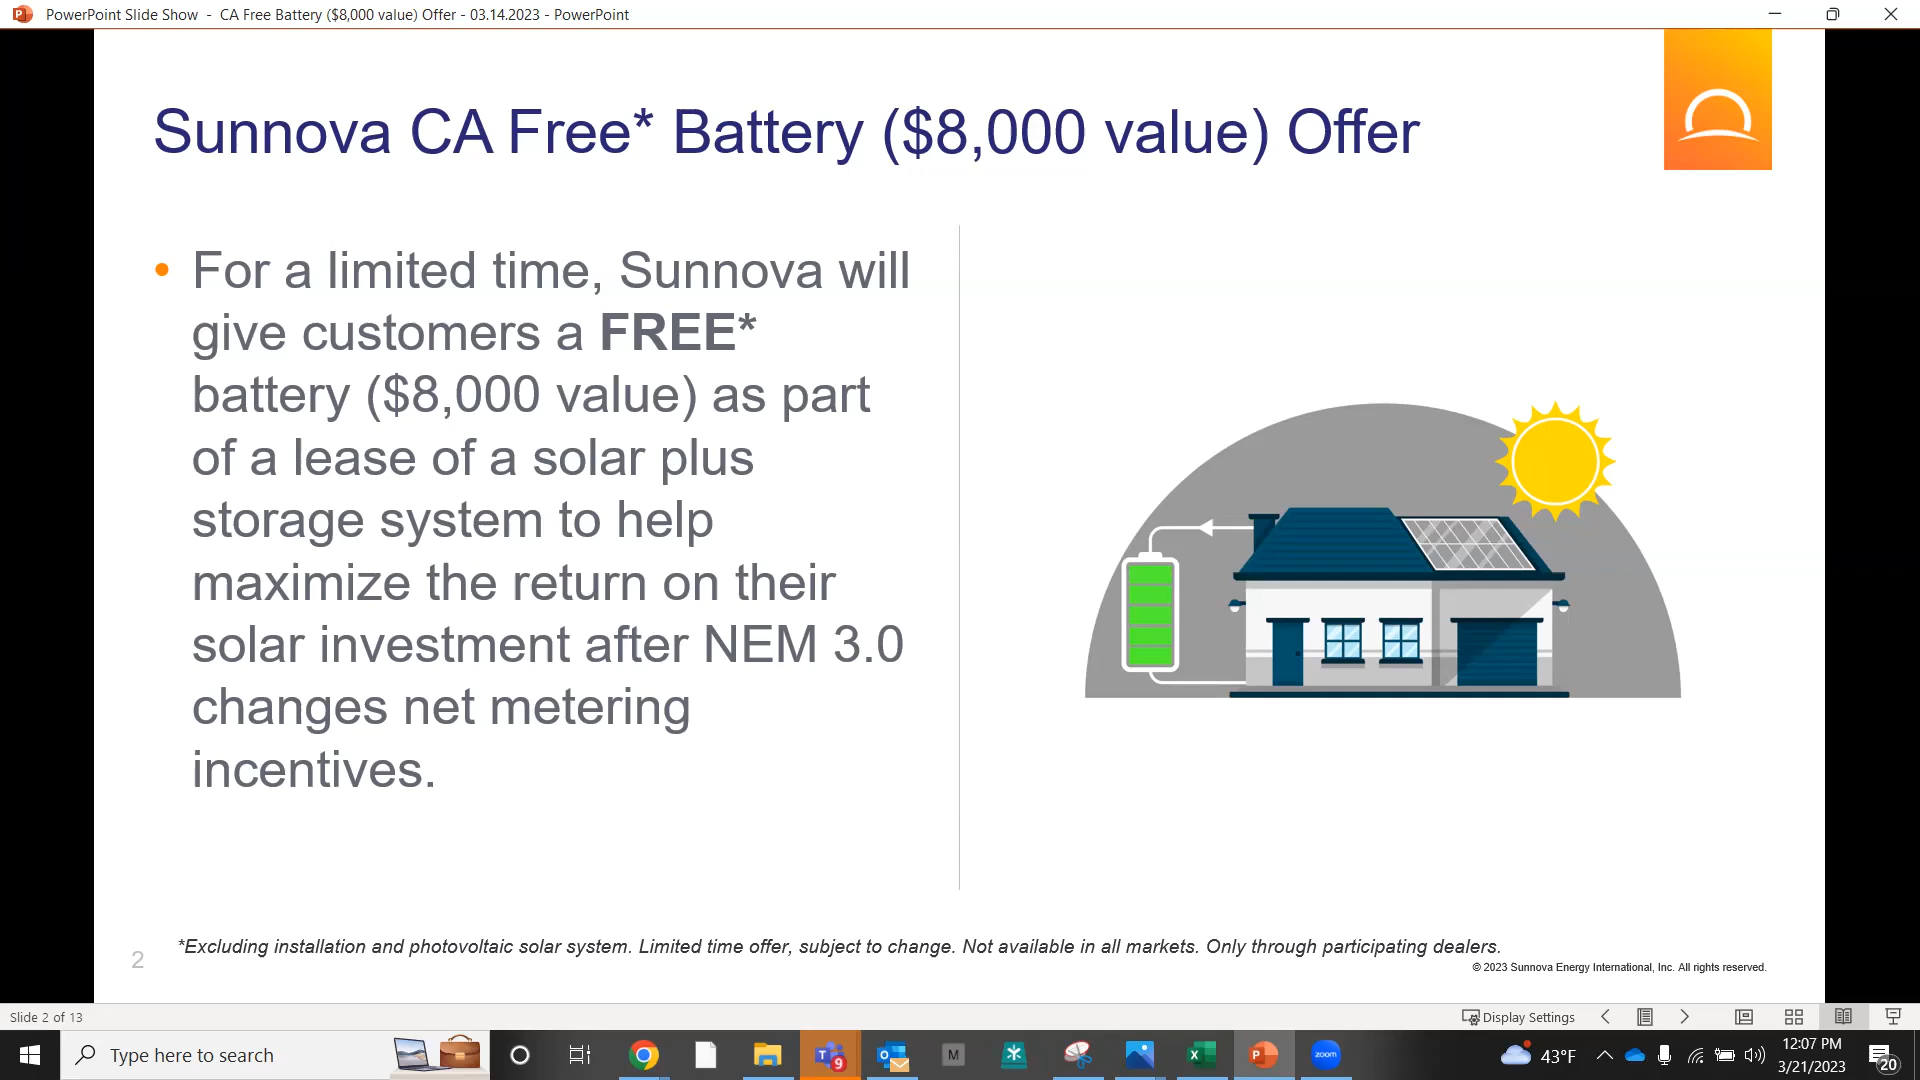 PowerPoint Slide Show - CA Free Battery ($8,000 value) Offer - 03.14.2023 - PowerPoint
Sunnova CA Free* Battery ($8,000 value) Offer
• For a limited time, Sunnova will
give customers a FREE*
battery ($8,000 value) as part
of a lease of a solar plus
storage system to help
maximize the return on their
solar investment after NEM 3.0
changes net metering
incentives.
*Excluding installation and photovoltaic solar system. Limited time offer, subject to change. Not available in all markets. Only through participating dealers.
2
© 2023 Sunnova Energy International, Inc. All rights reserved.
Slide 2 of 13
Display Settings
Type here to search
9
M
zoom
43°F
12:07 PM
3/21/2023
20